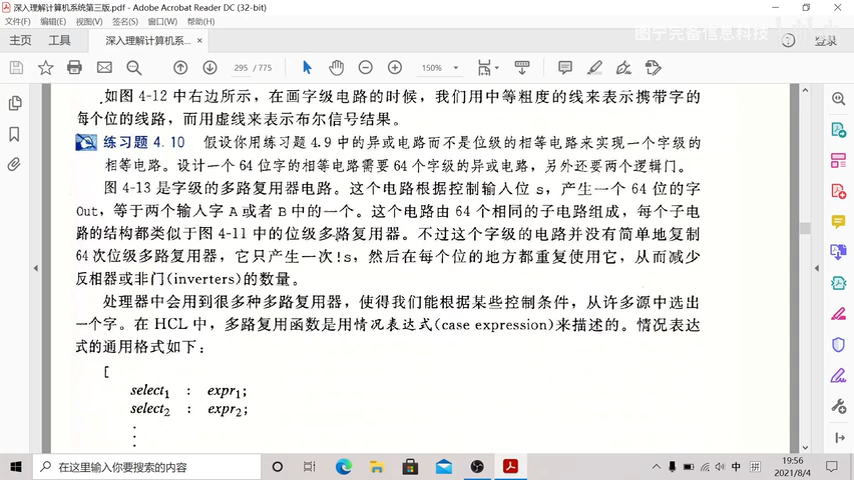 深入理解计算机系统第三版.pdf - Adobe Acrobat Reader DC (32-bit)
文件(F) 编辑(E) 视图(V) 签名(S) 窗口(W) 帮助(H)
图宁完备信息科技
主页 工具 深入理解计算机系... × 登录
295 / 775 150%
如图 4-12 中右边所示，在画字级电路的时候，我们用中等粗度的线来表示携带字的
每个位的线路，而用虚线来表示布尔信号结果。
练习题 4.10 假设你用练习题 4.9 中的异或电路而不是位级的相等电路来实现一个字级的
相等电路。设计一个 64 位字的相等电路需要 64 个字级的异或电路，另外还要两个逻辑门。
图 4-13 是字级的多路复用器电路。这个电路根据控制输入位 s，产生一个 64 位的字
Out，等于两个输入字 A 或者 B 中的一个。这个电路由 64 个相同的子电路组成，每个子电
路的结构都类似于图 4-11 中的位级多路复用器。不过这个字级的电路并没有简单地复制
64 次位级多路复用器，它只产生一次!s，然后在每个位的地方都重复使用它，从而减少
反相器或非门(inverters)的数量。
处理器中会用到很多种多路复用器，使得我们能根据某些控制条件，从许多源中选出
一个字。在 HCL 中，多路复用函数是用情况表达式(case expression)来描述的。情况表达
式的通用格式如下：
[
select1 : expr1;
select2 : expr2;
在这里输入你要搜索的内容
中 拼 19:56
2021/8/4